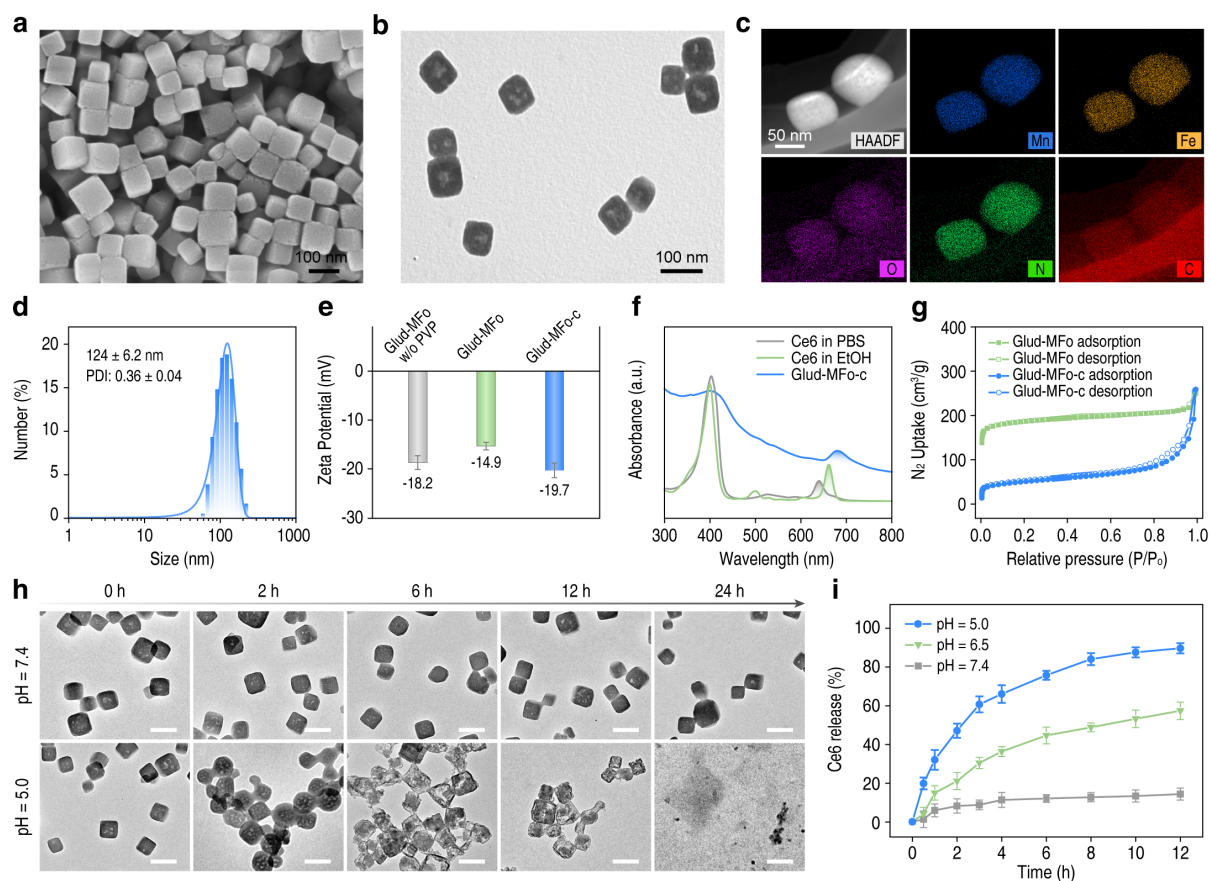 a
100 nm
b
100 nm
c
50 nm
HAADF
Mn
Fe
O
N
C
d
124 ± 6.2 nm
PDI: 0.36 ± 0.04
Number (%)
20
15
10
5
0
1
10
100
1000
Size (nm)
e
Glud-MFo
w/o PVP
Glud-MFo
Glud-MFo-c
Zeta Potential (mV)
0
-10
-20
-30
-18.2
-14.9
-19.7
f
Ce6 in PBS
Ce6 in EtOH
Glud-MFo-c
Absorbance (a.u.)
300
400
500
600
700
800
Wavelength (nm)
g
Glud-MFo adsorption
Glud-MFo desorption
Glud-MFo-c adsorption
Glud-MFo-c desorption
N₂ Uptake (cm³/g)
400
300
200
100
0
0.0
0.2
0.4
0.6
0.8
1.0
Relative pressure (P/P₀)
h
0 h
2 h
6 h
12 h
24 h
pH = 7.4
pH = 5.0
i
pH = 5.0
pH = 6.5
pH = 7.4
Ce6 release (%)
100
80
60
40
20
0
0
2
4
6
8
10
12
Time (h)